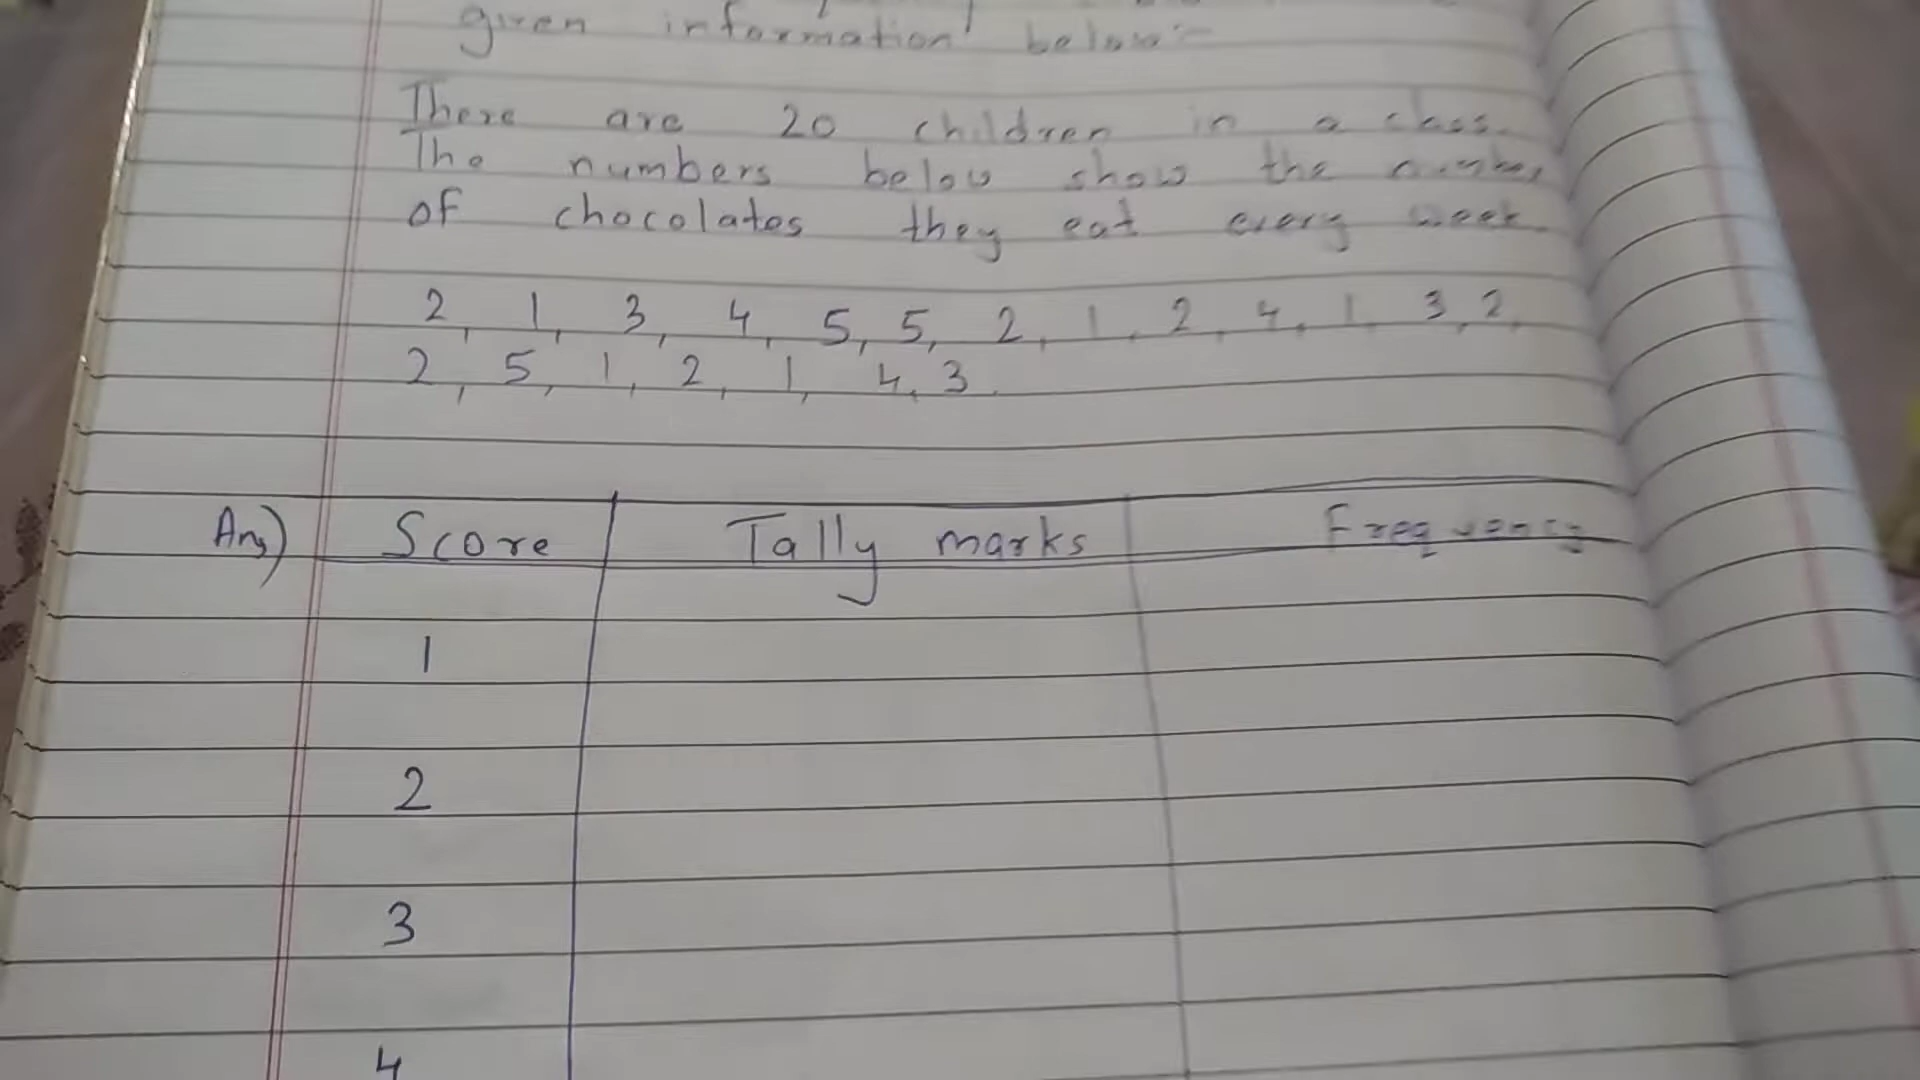 given information below:-
There are 20 children in a class.
The numbers below show the number
of chocolates they eat every week.
2, 1, 3, 4, 5, 5, 2, 1, 2, 4, 1, 3, 2,
2, 5, 1, 2, 1, 4, 3.
Ans) Score Tally marks Frequency
1
2
3
4